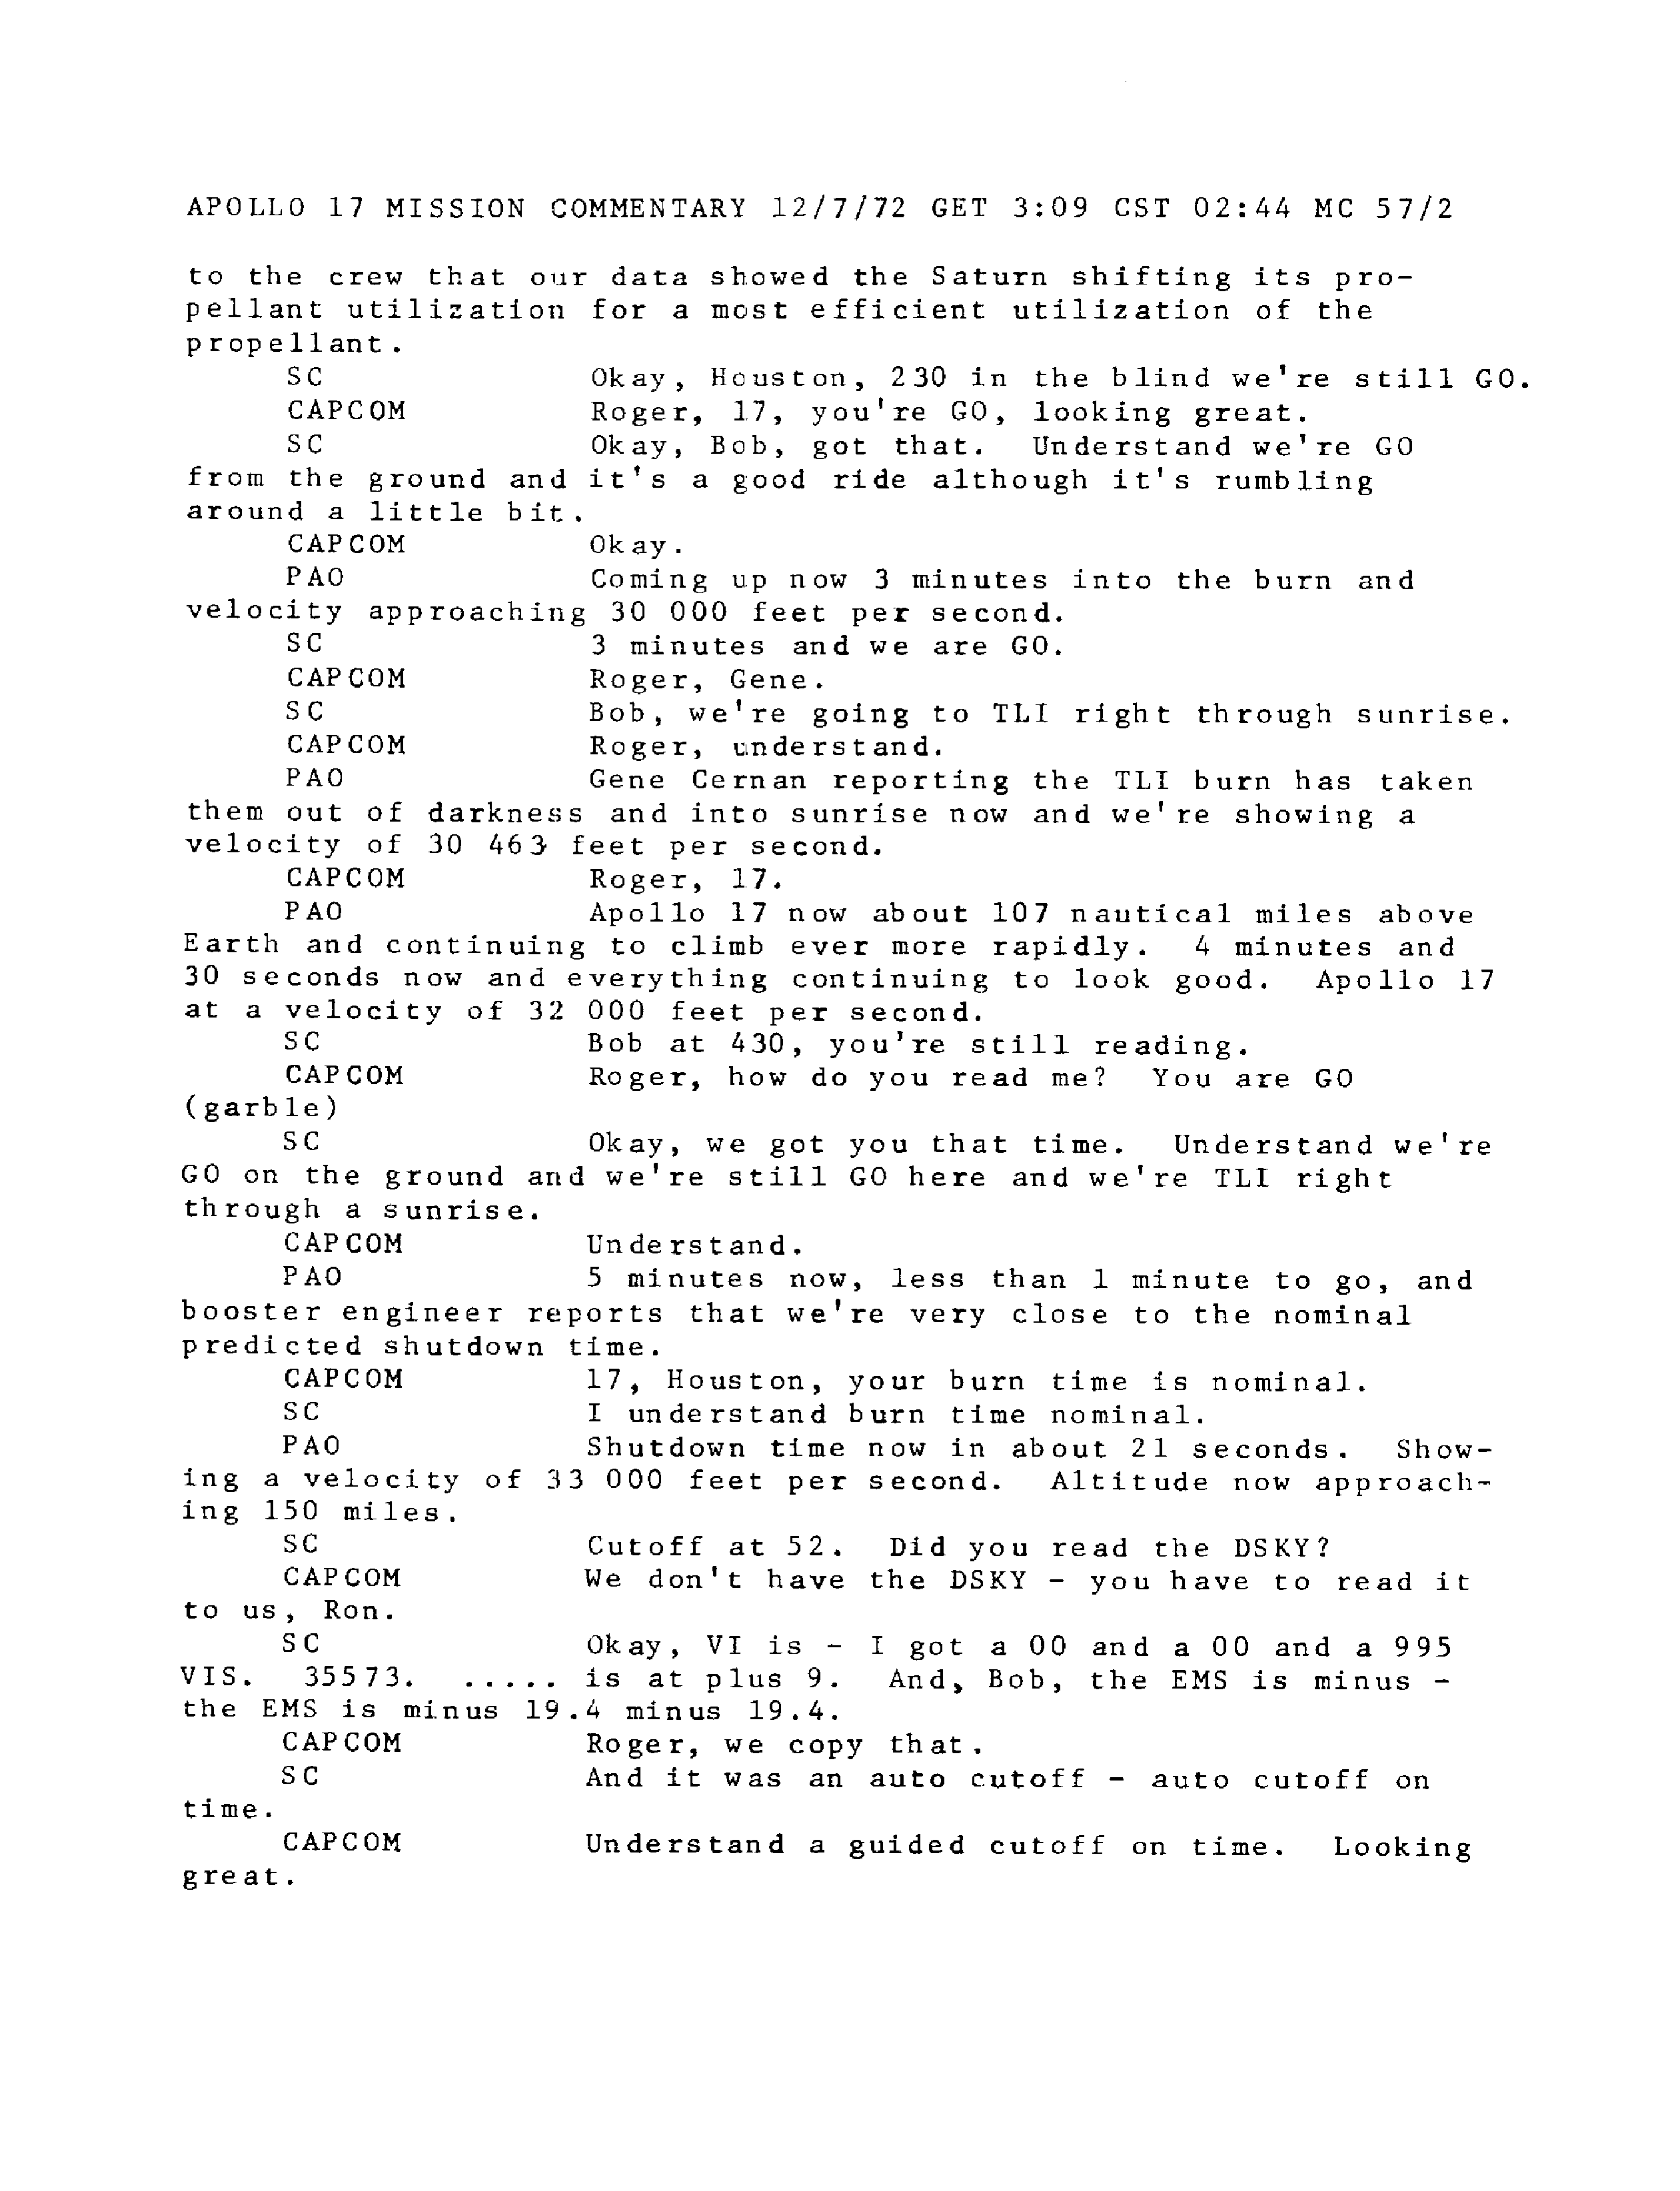 APOLLO 17 MISSION COMMENTARY 12/7/72 GET 3:09 CST 02:44 MC 57/2
to the crew that our data showed the Saturn shifting its pro-
pellant utilization for a most efficient utilization of the
propellant.
SC Okay, Houston, 230 in the blind we're still GO.
CAPCOM Roger, 17, you're GO, looking great.
SC Okay, Bob, got that. Understand we're GO
from the ground and it's a good ride although it's rumbling
around a little bit.
CAPCOM Okay.
PAO Coming up now 3 minutes into the burn and
velocity approaching 30 000 feet per second.
SC 3 minutes and we are GO.
CAPCOM Roger, Gene.
SC Bob, we're going to TLI right through sunrise.
CAPCOM Roger, understand.
PAO Gene Cernan reporting the TLI burn has taken
them out of darkness and into sunrise now and we're showing a
velocity of 30 463 feet per second.
CAPCOM Roger, 17.
PAO Apollo 17 now about 107 nautical miles above
Earth and continuing to climb ever more rapidly. 4 minutes and
30 seconds now and everything continuing to look good. Apollo 17
at a velocity of 32 000 feet per second.
SC Bob at 430, you're still reading.
CAPCOM Roger, how do you read me? You are GO
(garble)
SC Okay, we got you that time. Understand we're
GO on the ground and we're still GO here and we're TLI right
through a sunrise.
CAPCOM Understand.
PAO 5 minutes now, less than 1 minute to go, and
booster engineer reports that we're very close to the nominal
predicted shutdown time.
CAPCOM 17, Houston, your burn time is nominal.
SC I understand burn time nominal.
PAO Shutdown time now in about 21 seconds. Show-
ing a velocity of 33 000 feet per second. Altitude now approach-
ing 150 miles.
SC Cutoff at 52. Did you read the DSKY?
CAPCOM We don't have the DSKY - you have to read it
to us, Ron.
SC Okay, VI is - I got a 00 and a 00 and a 995
VIS. 35573. ..... is at plus 9. And, Bob, the EMS is minus -
the EMS is minus 19.4 minus 19.4.
CAPCOM Roger, we copy that.
SC And it was an auto cutoff - auto cutoff on
time.
CAPCOM Understand a guided cutoff on time. Looking
great.